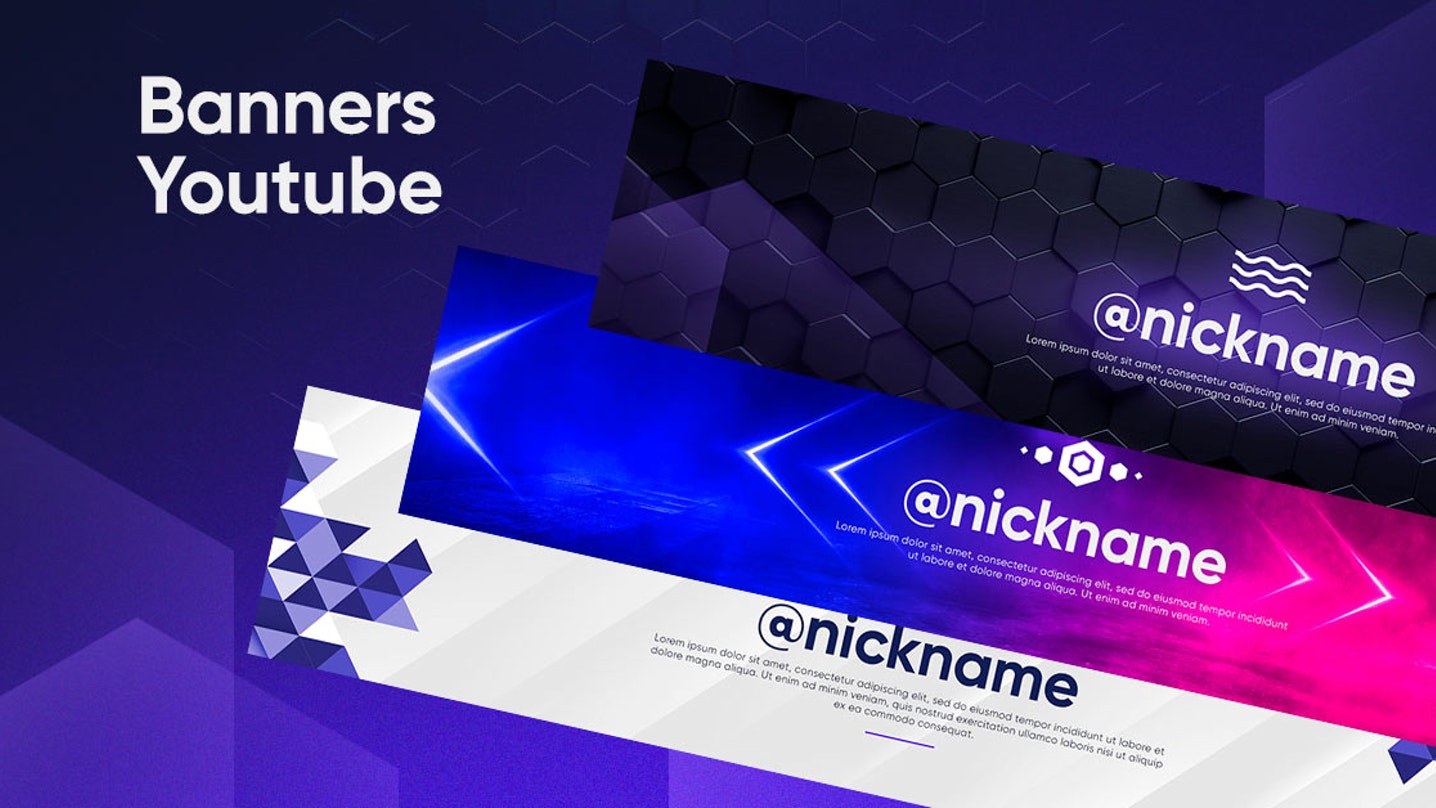 Banners
Youtube
@nickname
Lorem ipsum dolor sit amet, consectetur adipiscing elit, sed do eiusmod tempor in
ut labore et dolore magna aliqua. Ut enim ad minim veniam.
@nickname
Lorem ipsum dolor sit amet, consectetur adipiscing elit, sed do eiusmod tempor incididunt
ut labore et dolore magna aliqua. Ut enim ad minim veniam.
@nickname
Lorem ipsum dolor sit amet, consectetur adipiscing elit, sed do eiusmod tempor incididunt ut labore et
dolore magna aliqua. Ut enim ad minim veniam, quis nostrud exercitation ullamco laboris nisi ut aliquip
ex ea commodo consequat.